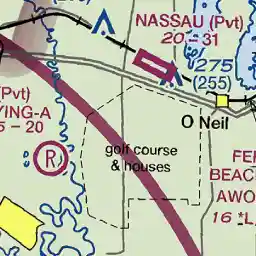 NASSAU (Pvt)
20 - 31
275
(255)
(Pvt)
YING-A
5 - 20
O Neil
golf course
& houses
R
FE
BEAC
AWO
16 *L